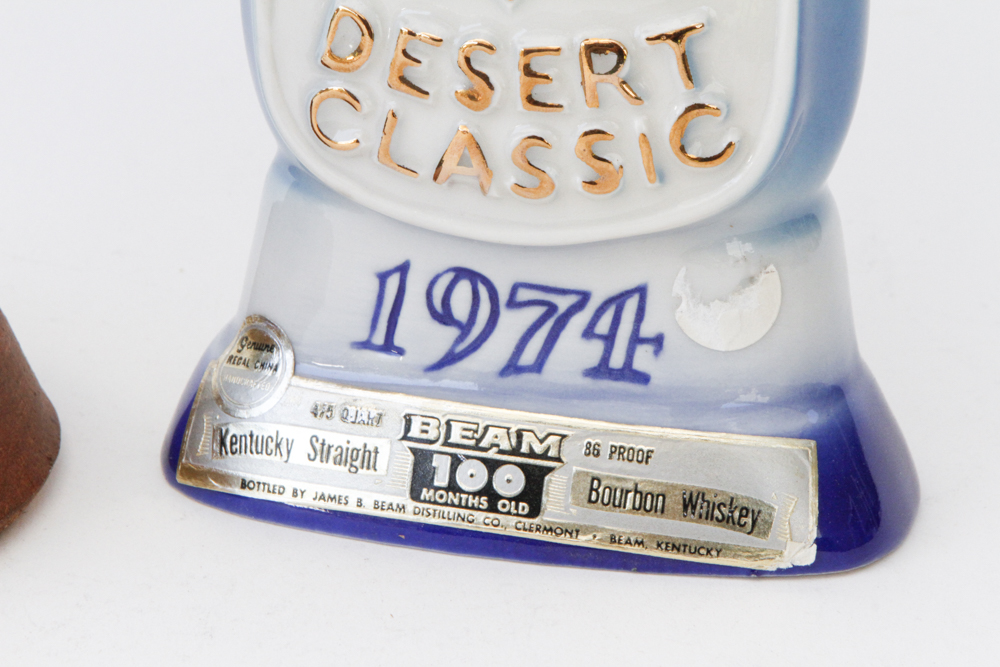 DESERT
CLASSIC
1974
Genuine
REGAL CHINA
4/5 QUART
Kentucky Straight
BEAM
100
MONTHS OLD
86 PROOF
Bourbon Whiskey
BOTTLED BY JAMES B. BEAM DISTILLING CO., CLERMONT, BEAM, KENTUCKY